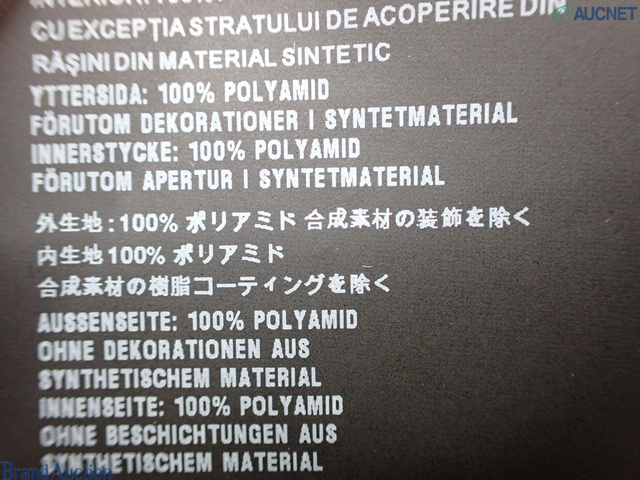 AUCNET
CU EXCEPȚIA STRATULUI DE ACOPERIRE DIN
RĂȘINI DIN MATERIAL SINTETIC
YTTERSIDA: 100% POLYAMID
FÖRUTOM DEKORATIONER I SYNTETMATERIAL
INNERSTYCKE: 100% POLYAMID
FÖRUTOM APERTUR I SYNTETMATERIAL
外生地:100% ポリアミド 合成素材の装飾を除く
内生地100% ポリアミド
合成素材の樹脂コーティングを除く
AUSSENSEITE: 100% POLYAMID
OHNE DEKORATIONEN AUS
SYNTHETISCHEM MATERIAL
INNENSEITE: 100% POLYAMID
OHNE BESCHICHTUNGEN AUS
SYNTHETISCHEM MATERIAL
Brand Auction